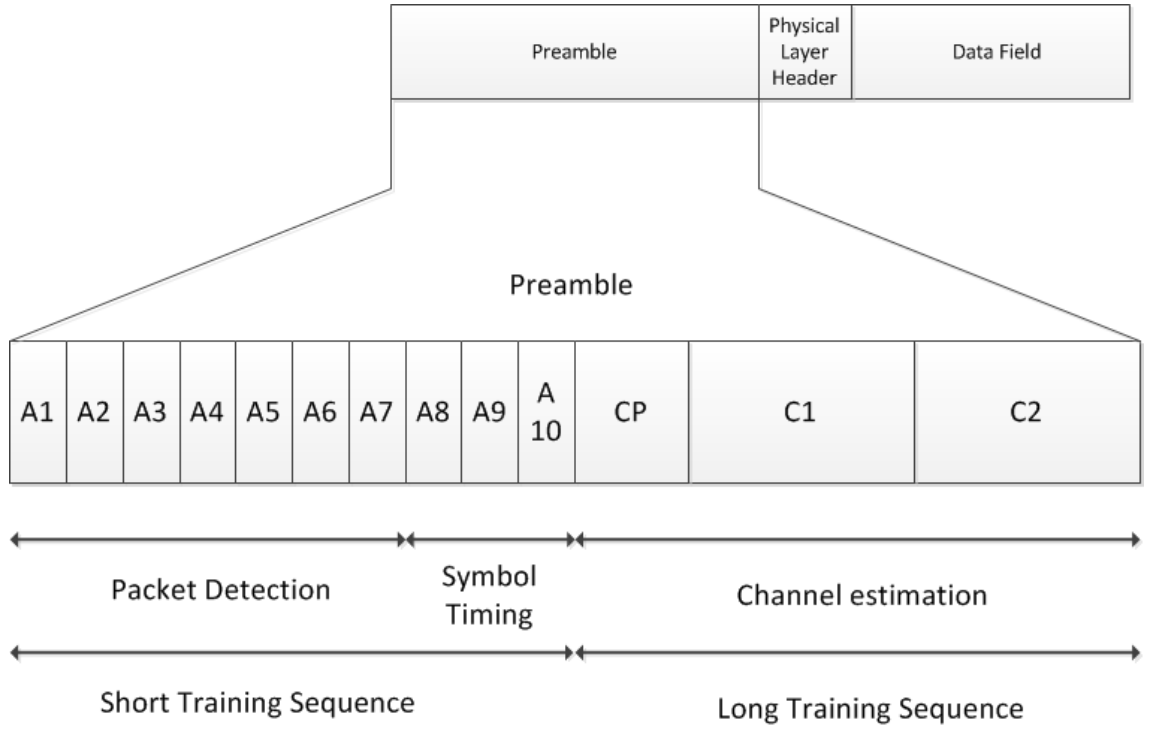 Preamble
Physical
Layer
Header
Data Field
Preamble
A1 A2 A3 A4 A5 A6 A7 A8 A9 A
10 CP C1 C2
Packet Detection
Symbol
Timing
Channel estimation
Short Training Sequence
Long Training Sequence